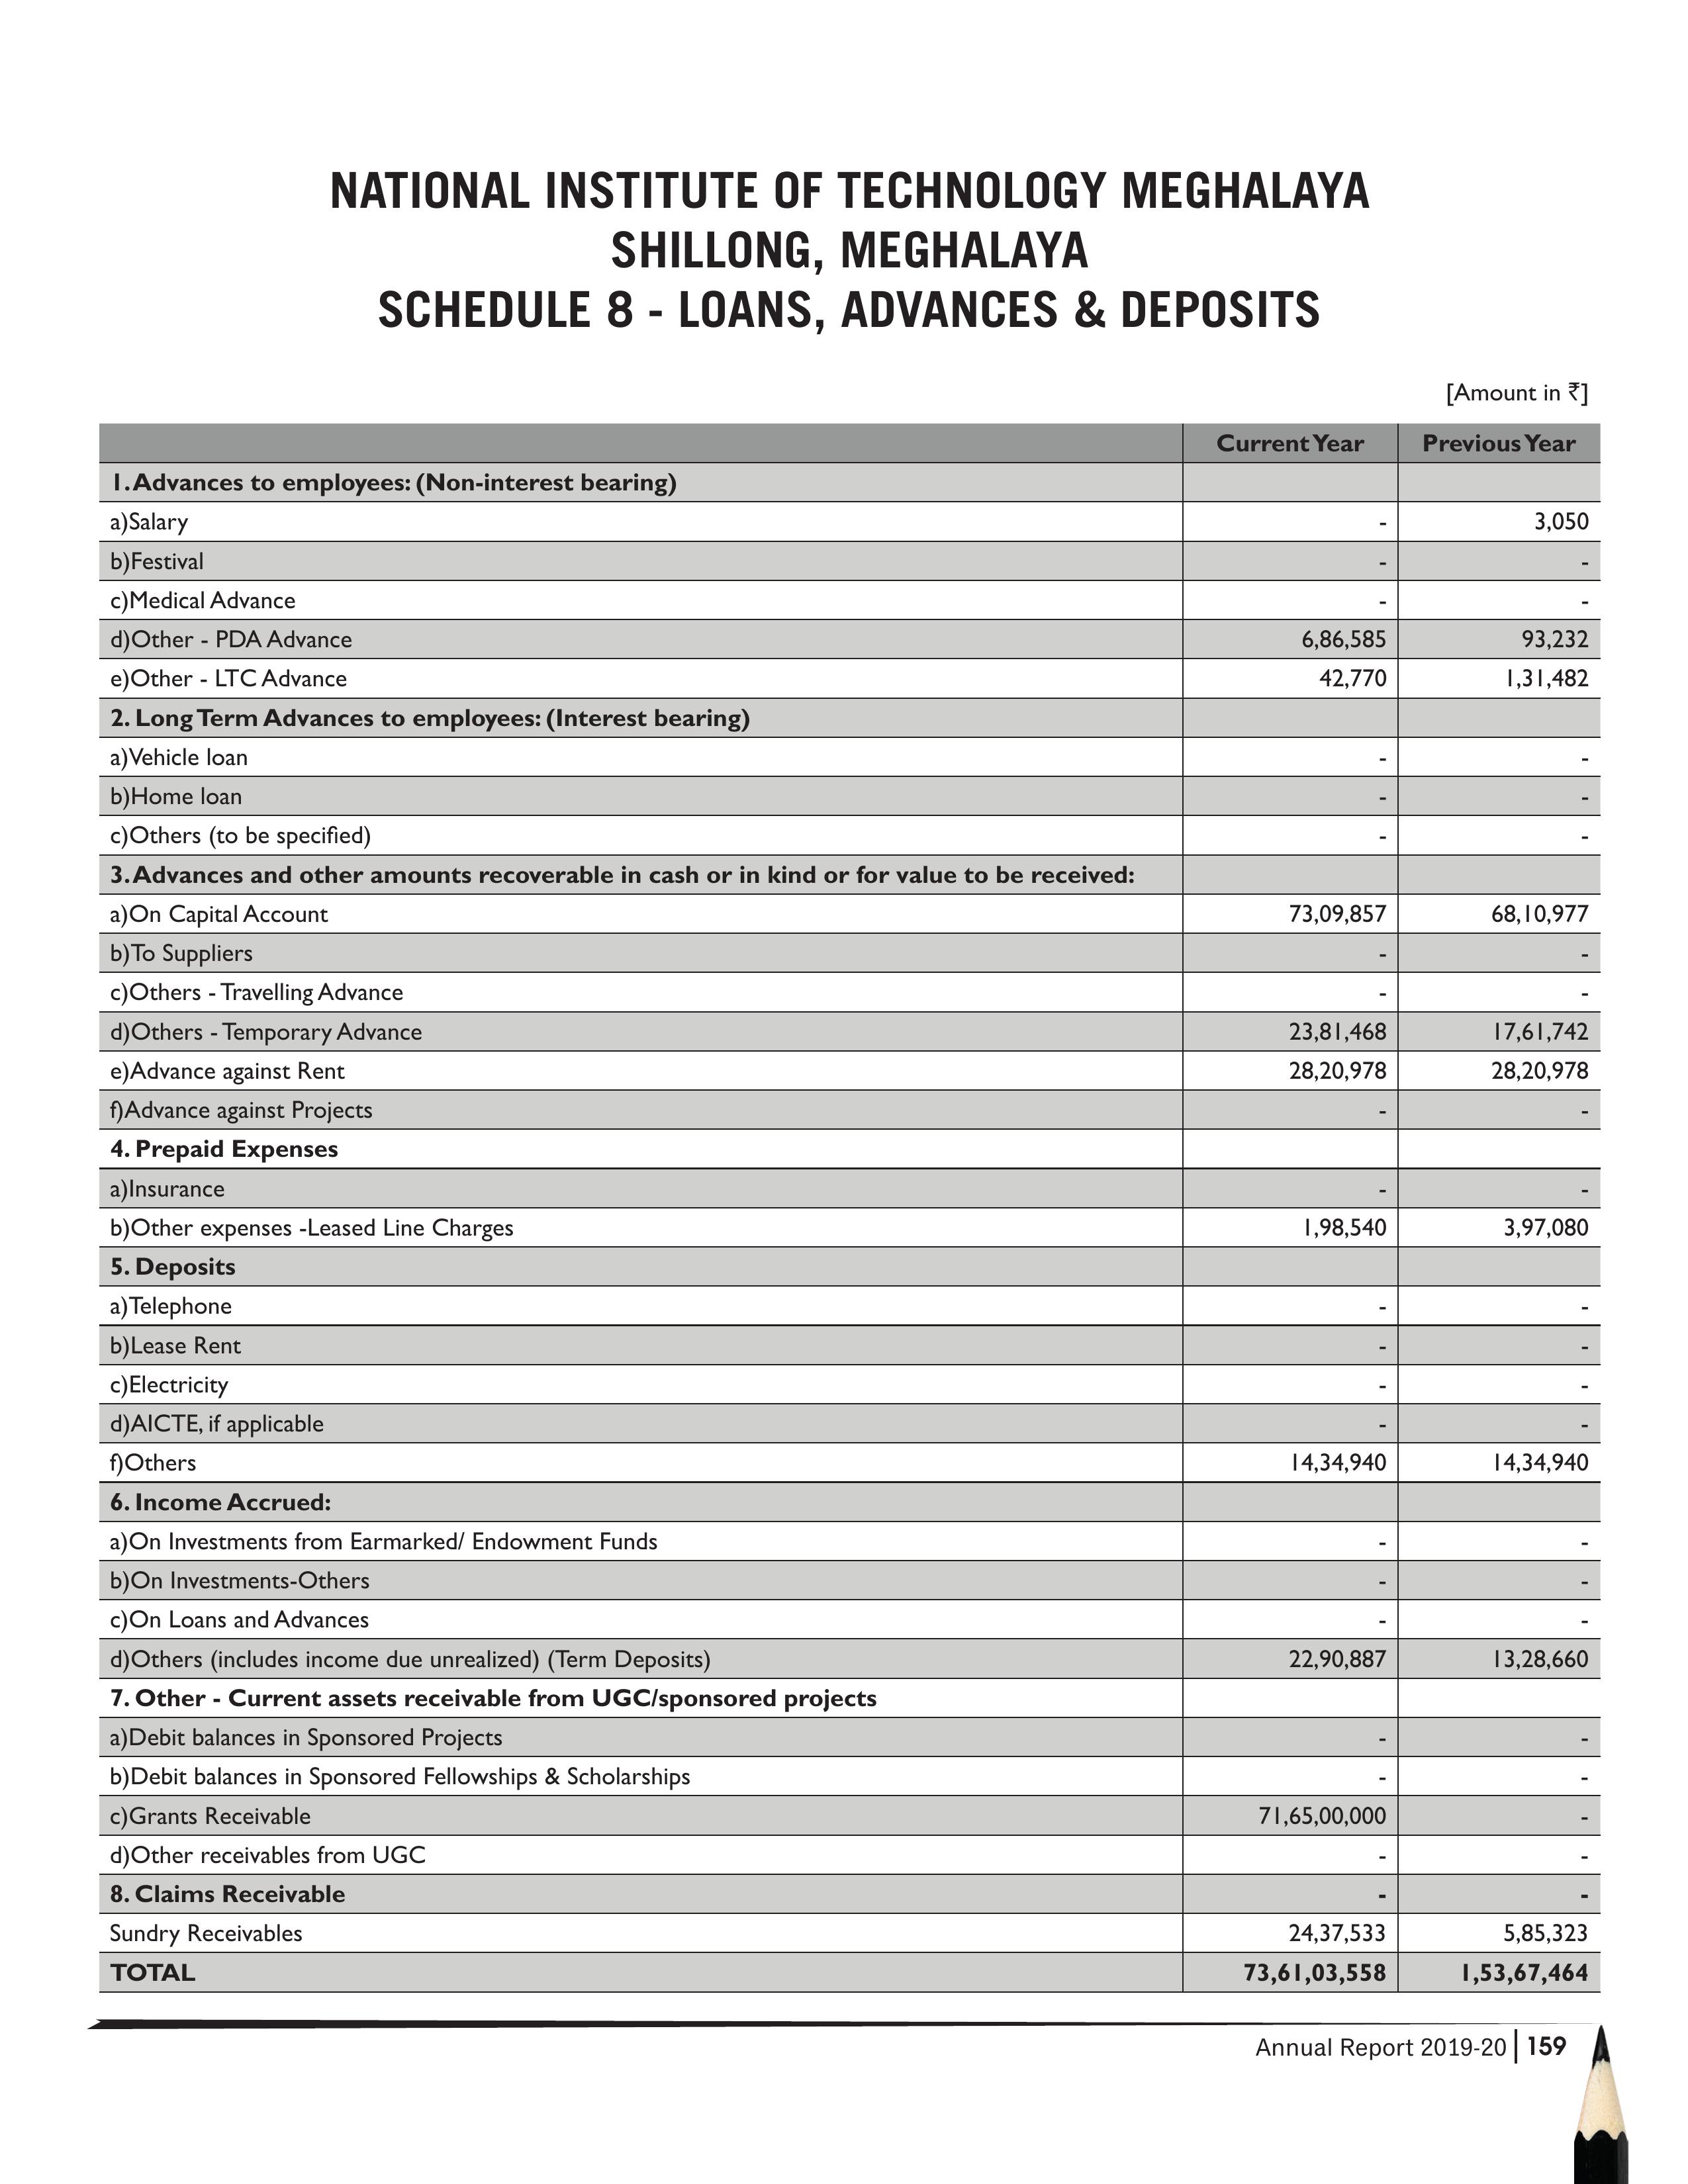 NATIONAL INSTITUTE OF TECHNOLOGY MEGHALAYA
SHILLONG, MEGHALAYA
SCHEDULE 8 - LOANS, ADVANCES & DEPOSITS
[Amount in ₹]
Current Year Previous Year
1. Advances to employees: (Non-interest bearing)
a)Salary - 3,050
b)Festival - -
c)Medical Advance - -
d)Other - PDA Advance 6,86,585 93,232
e)Other - LTC Advance 42,770 1,31,482
2. Long Term Advances to employees: (Interest bearing)
a)Vehicle loan - -
b)Home loan - -
c)Others (to be specified) - -
3. Advances and other amounts recoverable in cash or in kind or for value to be received:
a)On Capital Account 73,09,857 68,10,977
b)To Suppliers - -
c)Others - Travelling Advance - -
d)Others - Temporary Advance 23,81,468 17,61,742
e)Advance against Rent 28,20,978 28,20,978
f)Advance against Projects - -
4. Prepaid Expenses
a)Insurance - -
b)Other expenses -Leased Line Charges 1,98,540 3,97,080
5. Deposits
a)Telephone - -
b)Lease Rent - -
c)Electricity - -
d)AICTE, if applicable - -
f)Others 14,34,940 14,34,940
6. Income Accrued:
a)On Investments from Earmarked/ Endowment Funds - -
b)On Investments-Others - -
c)On Loans and Advances - -
d)Others (includes income due unrealized) (Term Deposits) 22,90,887 13,28,660
7. Other - Current assets receivable from UGC/sponsored projects
a)Debit balances in Sponsored Projects - -
b)Debit balances in Sponsored Fellowships & Scholarships - -
c)Grants Receivable 71,65,00,000 -
d)Other receivables from UGC - -
8. Claims Receivable - -
Sundry Receivables 24,37,533 5,85,323
TOTAL 73,61,03,558 1,53,67,464
Annual Report 2019-20 | 159